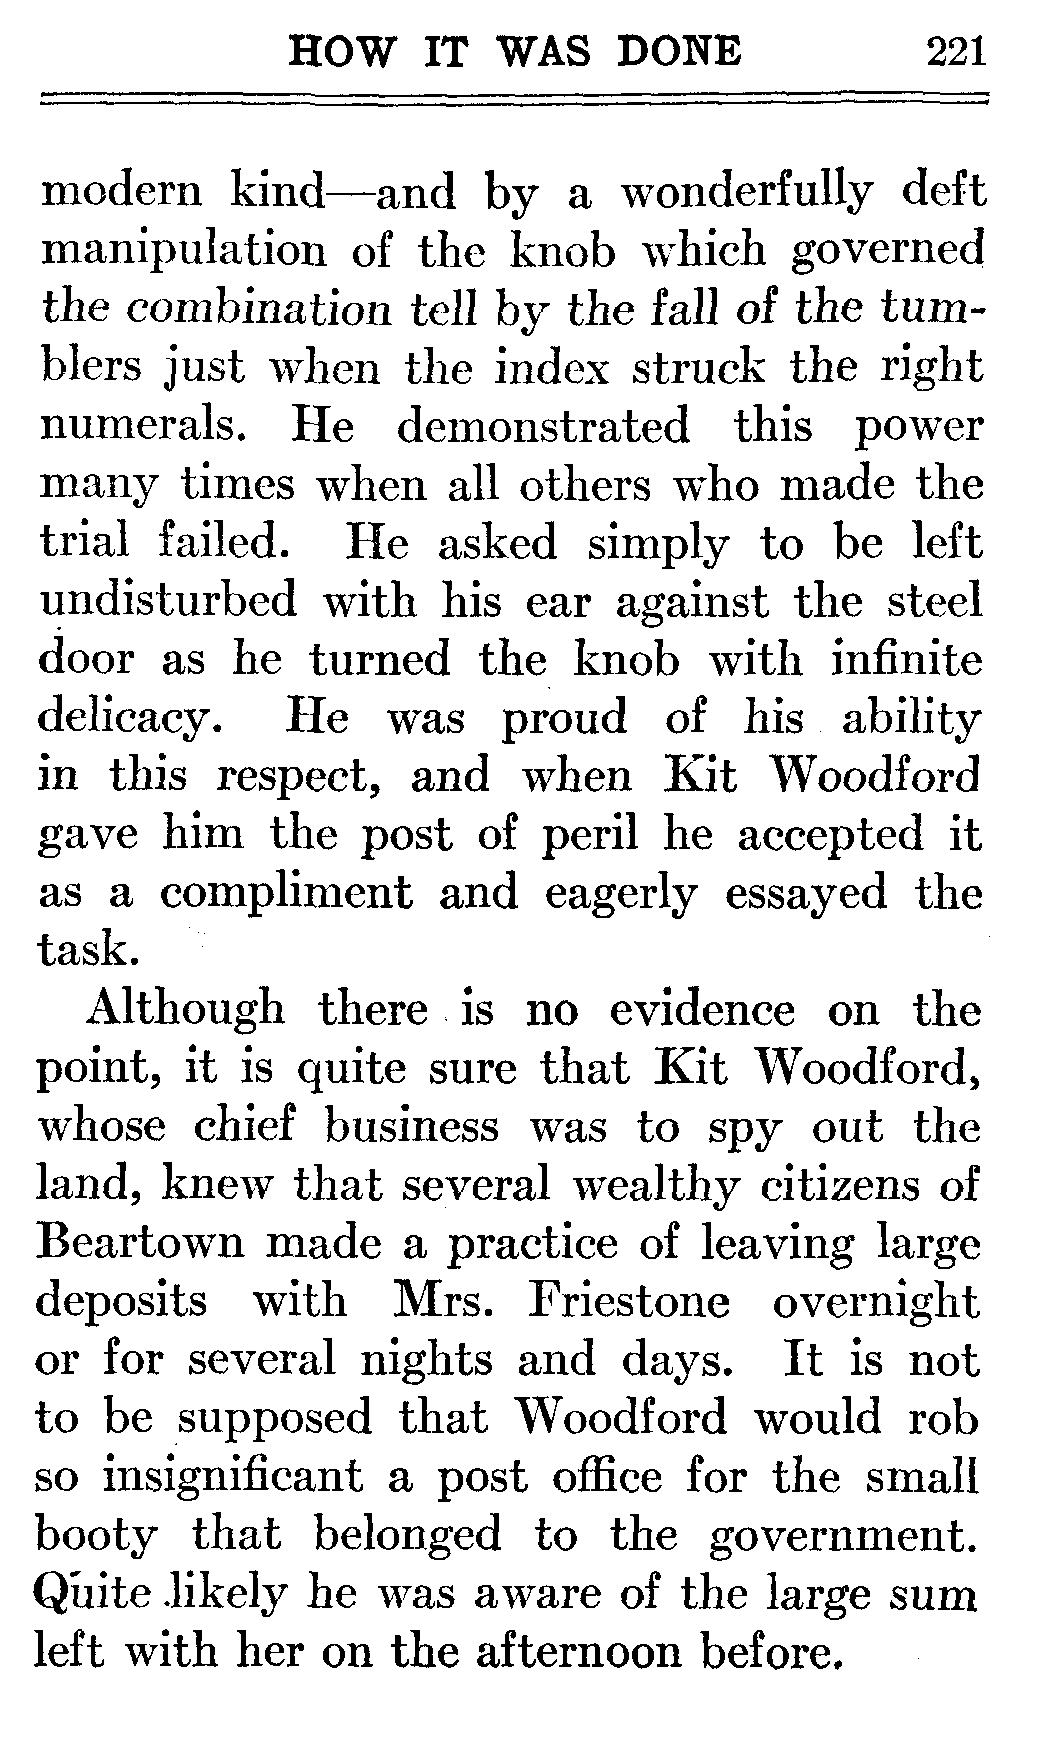 HOW IT WAS DONE 221
modern kind—and by a wonderfully deft
manipulation of the knob which governed
the combination tell by the fall of the tum-
blers just when the index struck the right
numerals. He demonstrated this power
many times when all others who made the
trial failed. He asked simply to be left
undisturbed with his ear against the steel
door as he turned the knob with infinite
delicacy. He was proud of his ability
in this respect, and when Kit Woodford
gave him the post of peril he accepted it
as a compliment and eagerly essayed the
task.
Although there is no evidence on the
point, it is quite sure that Kit Woodford,
whose chief business was to spy out the
land, knew that several wealthy citizens of
Beartown made a practice of leaving large
deposits with Mrs. Friestone overnight
or for several nights and days. It is not
to be supposed that Woodford would rob
so insignificant a post office for the small
booty that belonged to the government.
Quite likely he was aware of the large sum
left with her on the afternoon before.